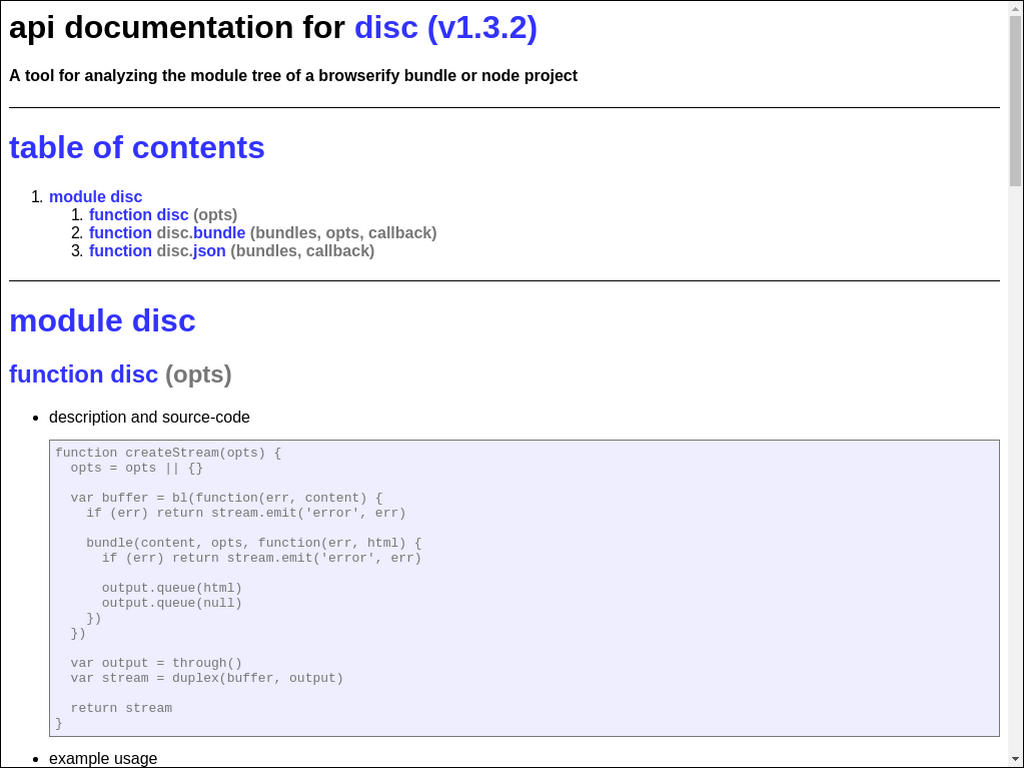 api documentation for disc (v1.3.2)
A tool for analyzing the module tree of a browserify bundle or node project
table of contents
1. module disc
1. function disc (opts)
2. function disc.bundle (bundles, opts, callback)
3. function disc.json (bundles, callback)
module disc
function disc (opts)
• description and source-code
function createStream(opts) {
  opts = opts || {}
  var buffer = bl(function(err, content) {
    if (err) return stream.emit('error', err)
    bundle(content, opts, function(err, html) {
      if (err) return stream.emit('error', err)
      output.queue(html)
      output.queue(null)
    })
  })
  var output = through()
  var stream = duplex(buffer, output)
  return stream
}
• example usage